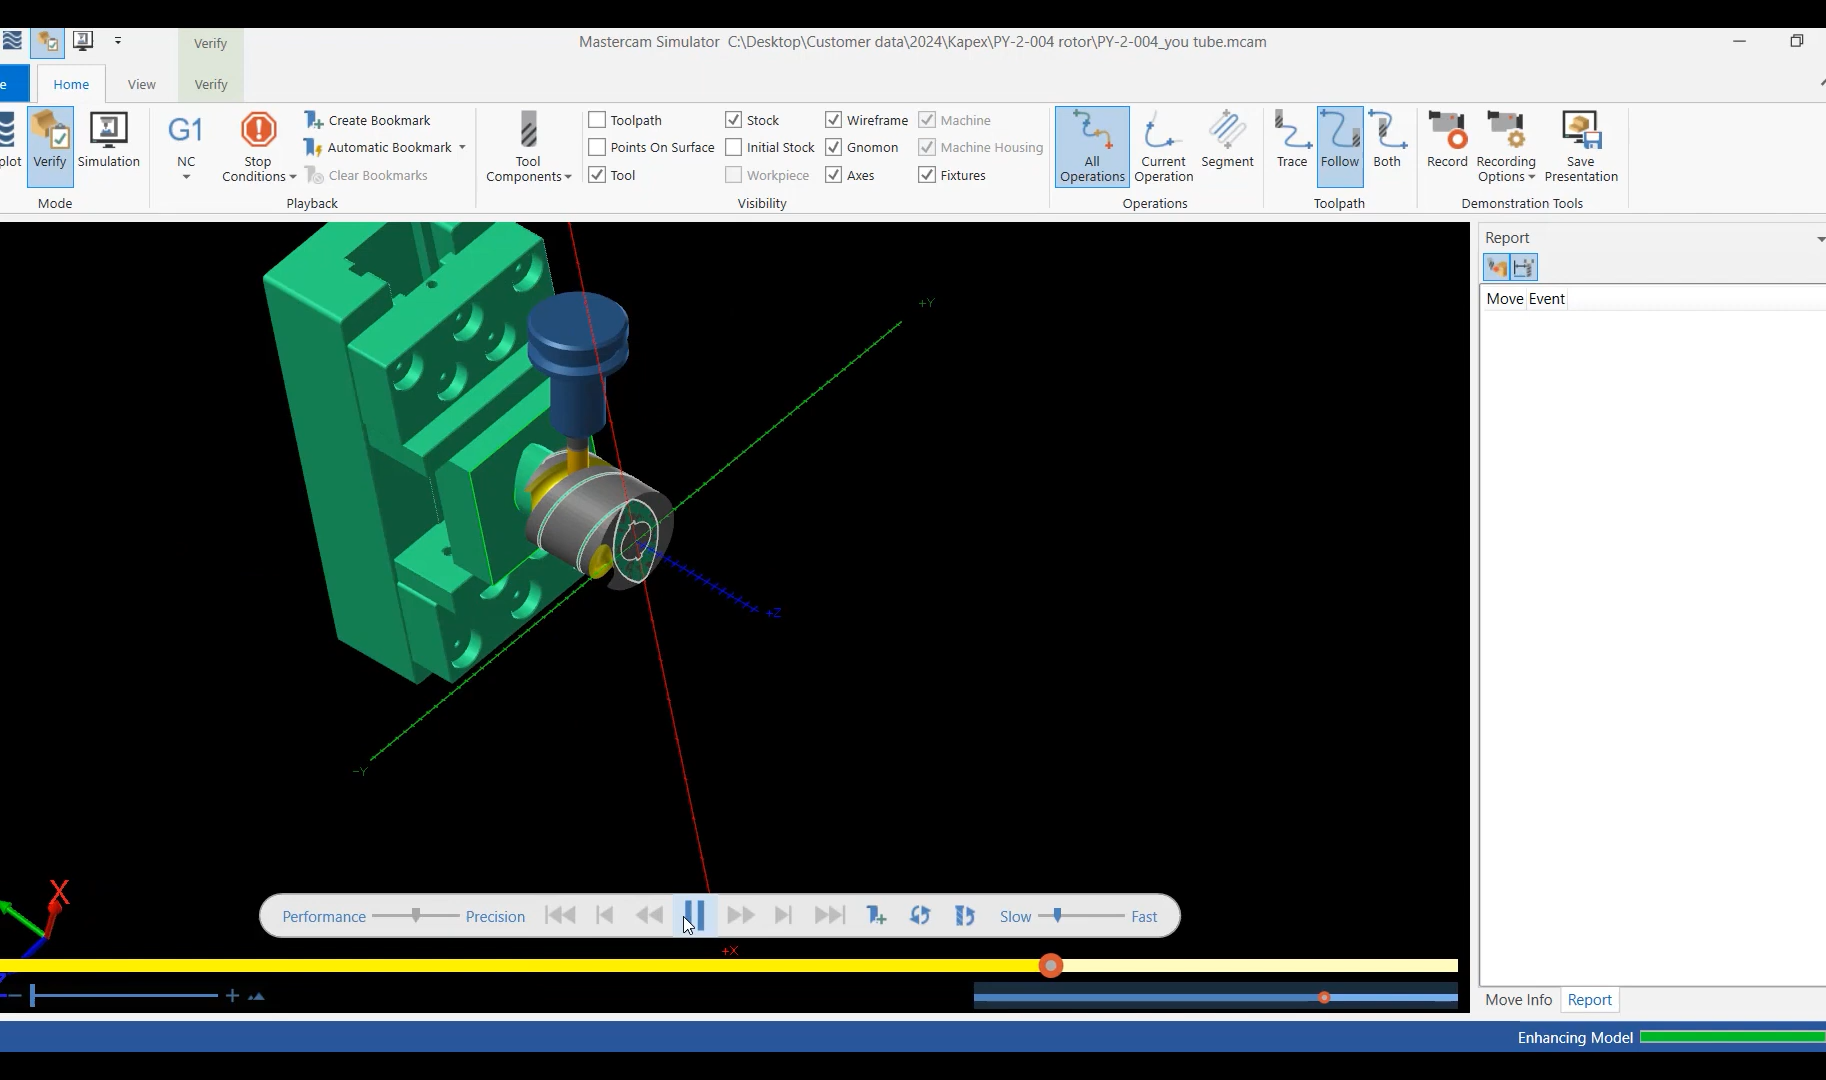 Verify
Mastercam Simulator C:\Desktop\Customer data\2024\Kapex\PY-2-004 rotor\PY-2-004_you tube.mcam
e Home View Verify
plot Verify Simulation
Mode
G1
NC
Stop Conditions
Create Bookmark
Automatic Bookmark
Clear Bookmarks
Playback
Tool Components
Toolpath Stock Wireframe Machine
Points On Surface Initial Stock Gnomon Machine Housing
Tool Workpiece Axes Fixtures
Visibility
All Operations
Current Operation
Segment
Operations
Trace Follow Both
Toolpath
Record
Recording Options
Save Presentation
Demonstration Tools
Report
Move Event
+Y
+Z
-Y
X
Performance Precision Slow Fast
+X
Move Info Report
Enhancing Model